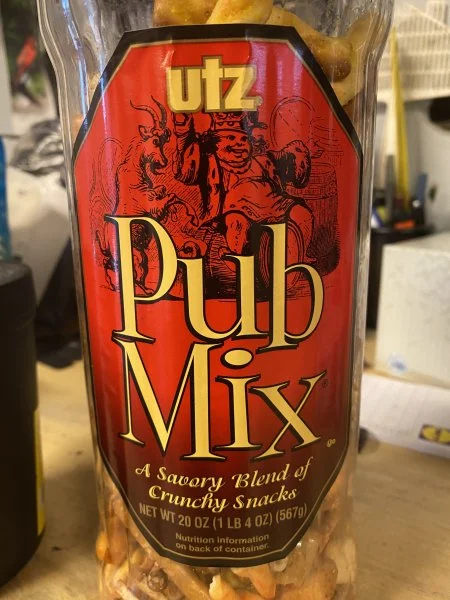 utz
Pub
Mix
A Savory Blend of
Crunchy Snacks
NET WT 20 OZ (1 LB 4 OZ) (567g)
Nutrition information
on back of container.